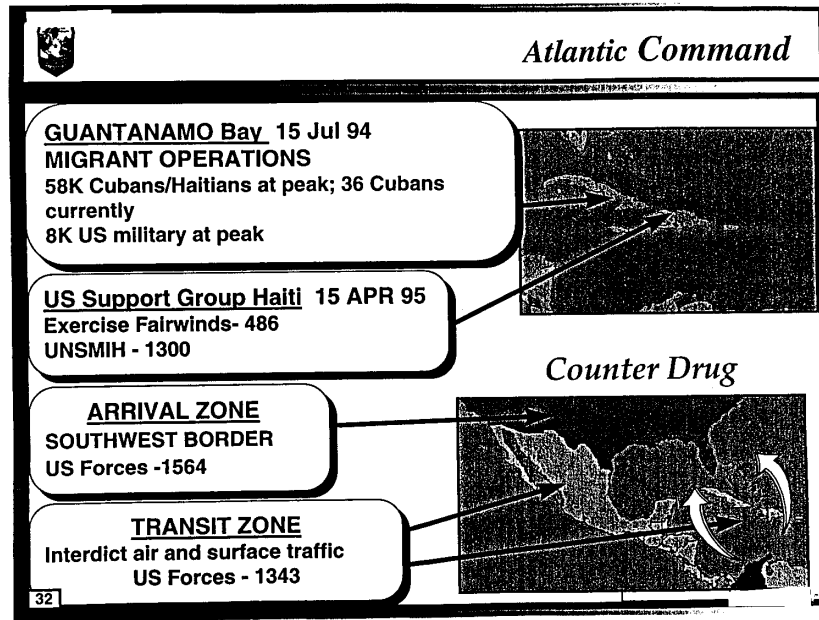 Atlantic Command
GUANTANAMO Bay 15 Jul 94
MIGRANT OPERATIONS
58K Cubans/Haitians at peak; 36 Cubans
currently
8K US military at peak
US Support Group Haiti 15 APR 95
Exercise Fairwinds- 486
UNSMIH - 1300
Counter Drug
ARRIVAL ZONE
SOUTHWEST BORDER
US Forces -1564
TRANSIT ZONE
Interdict air and surface traffic
US Forces - 1343
32